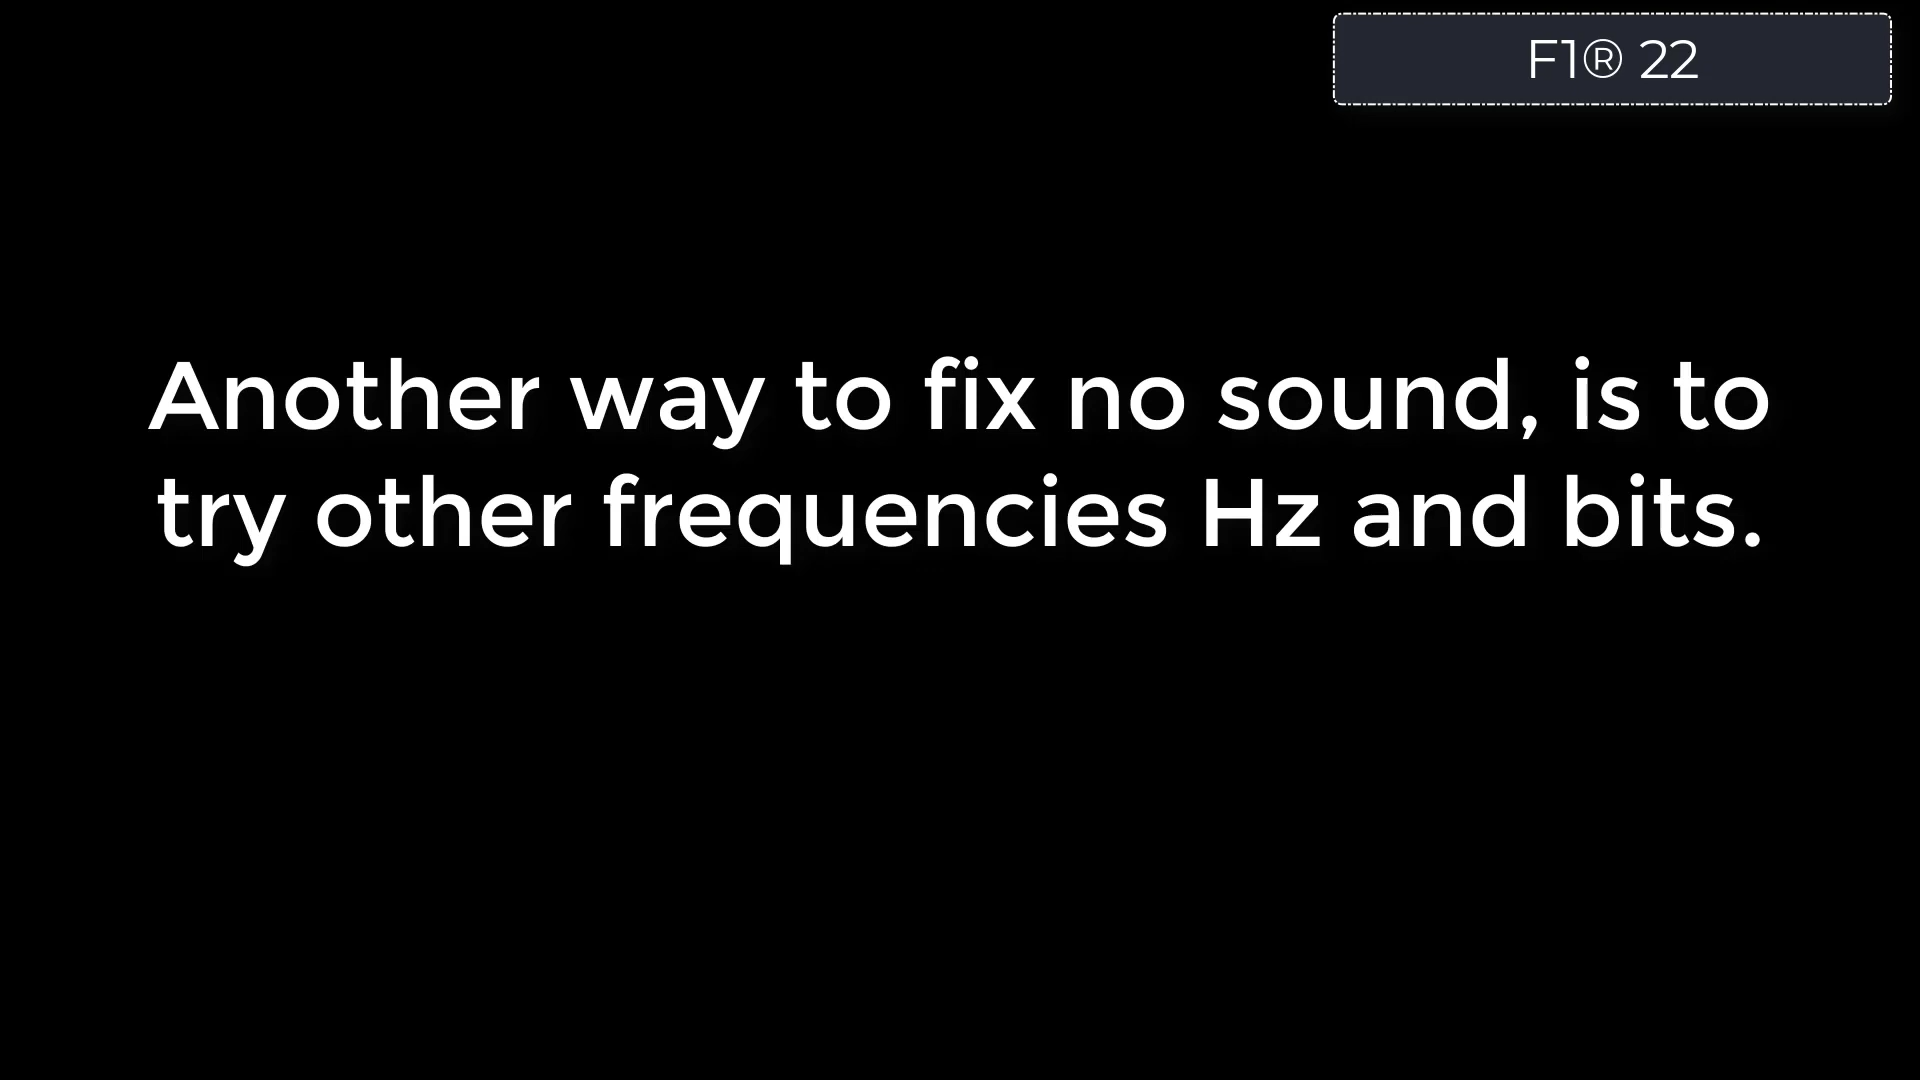 F1® 22
Another way to fix no sound, is to
try other frequencies Hz and bits.